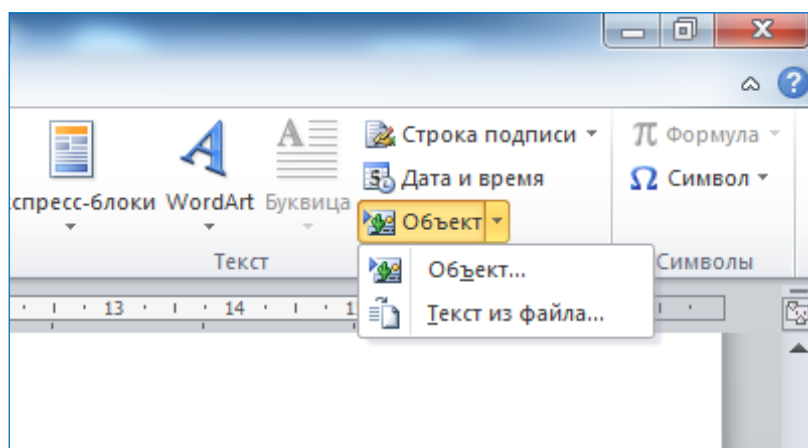 Строка подписи
π Формула
Дата и время
Ω Символ
спресс-блоки WordArt Буквица
Объект
Текст
Символы
Объект...
Текст из файла...
13 14